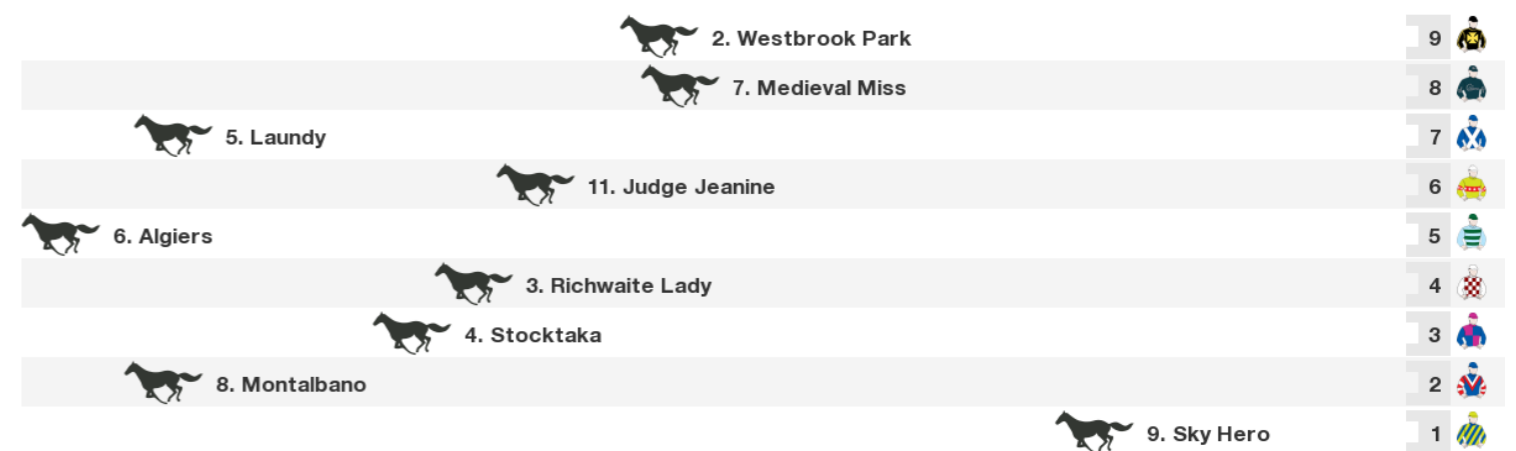 2. Westbrook Park 9
7. Medieval Miss 8
5. Laundy 7
11. Judge Jeanine 6
6. Algiers 5
3. Richwaite Lady 4
4. Stocktaka 3
8. Montalbano 2
9. Sky Hero 1